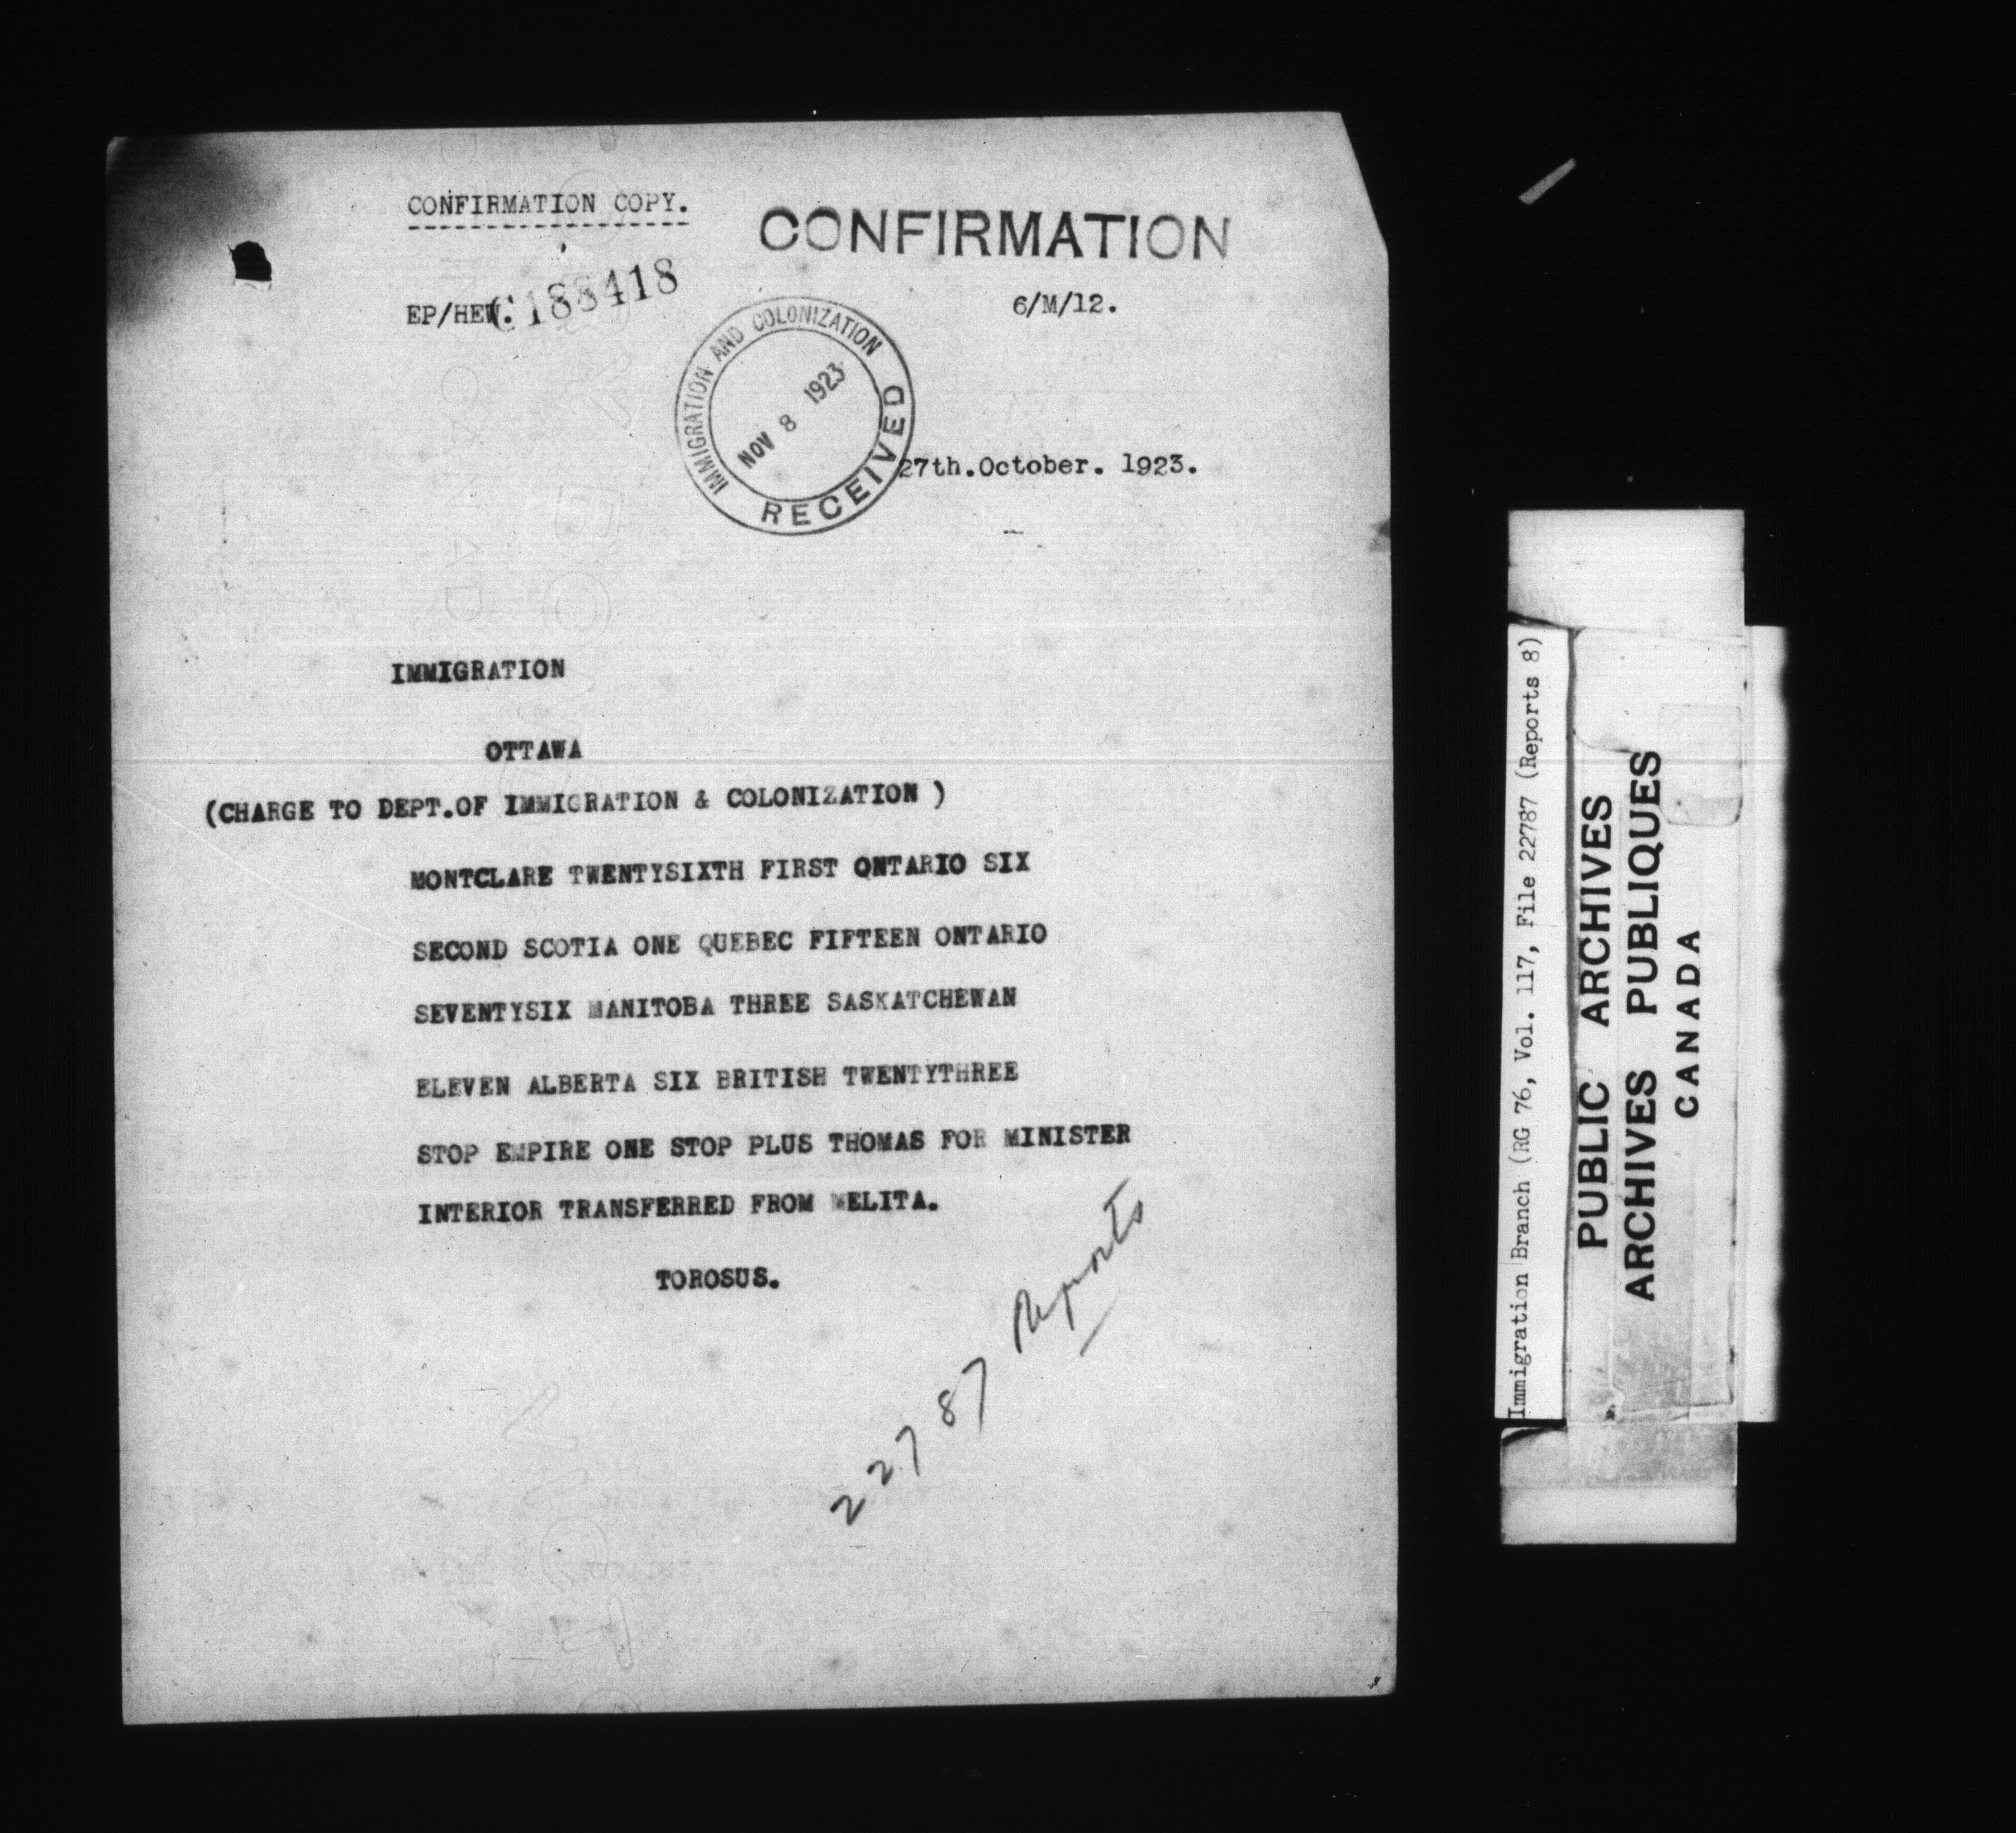 CONFIRMATION COPY.
CONFIRMATION
EP/HEW.
C188418
6/M/12.
IMMIGRATION AND COLONIZATION
NOV 8 1923
RECEIVED
27th.October. 1923.
IMMIGRATION
OTTAWA
(CHARGE TO DEPT.OF IMMIGRATION & COLONIZATION )
MONTCLARE TWENTYSIXTH FIRST ONTARIO SIX
SECOND SCOTIA ONE QUEBEC FIFTEEN ONTARIO
SEVENTYSIX MANITOBA THREE SASKATCHEWAN
ELEVEN ALBERTA SIX BRITISH TWENTYTHREE
STOP EMPIRE ONE STOP PLUS THOMAS FOR MINISTER
INTERIOR TRANSFERRED FROM MELITA.
TOROSUS.
22787 Reports
Immigration Branch (RG 76, Vol. 117, File 22787 (Reports 8)
PUBLIC ARCHIVES
ARCHIVES PUBLIQUES
CANADA